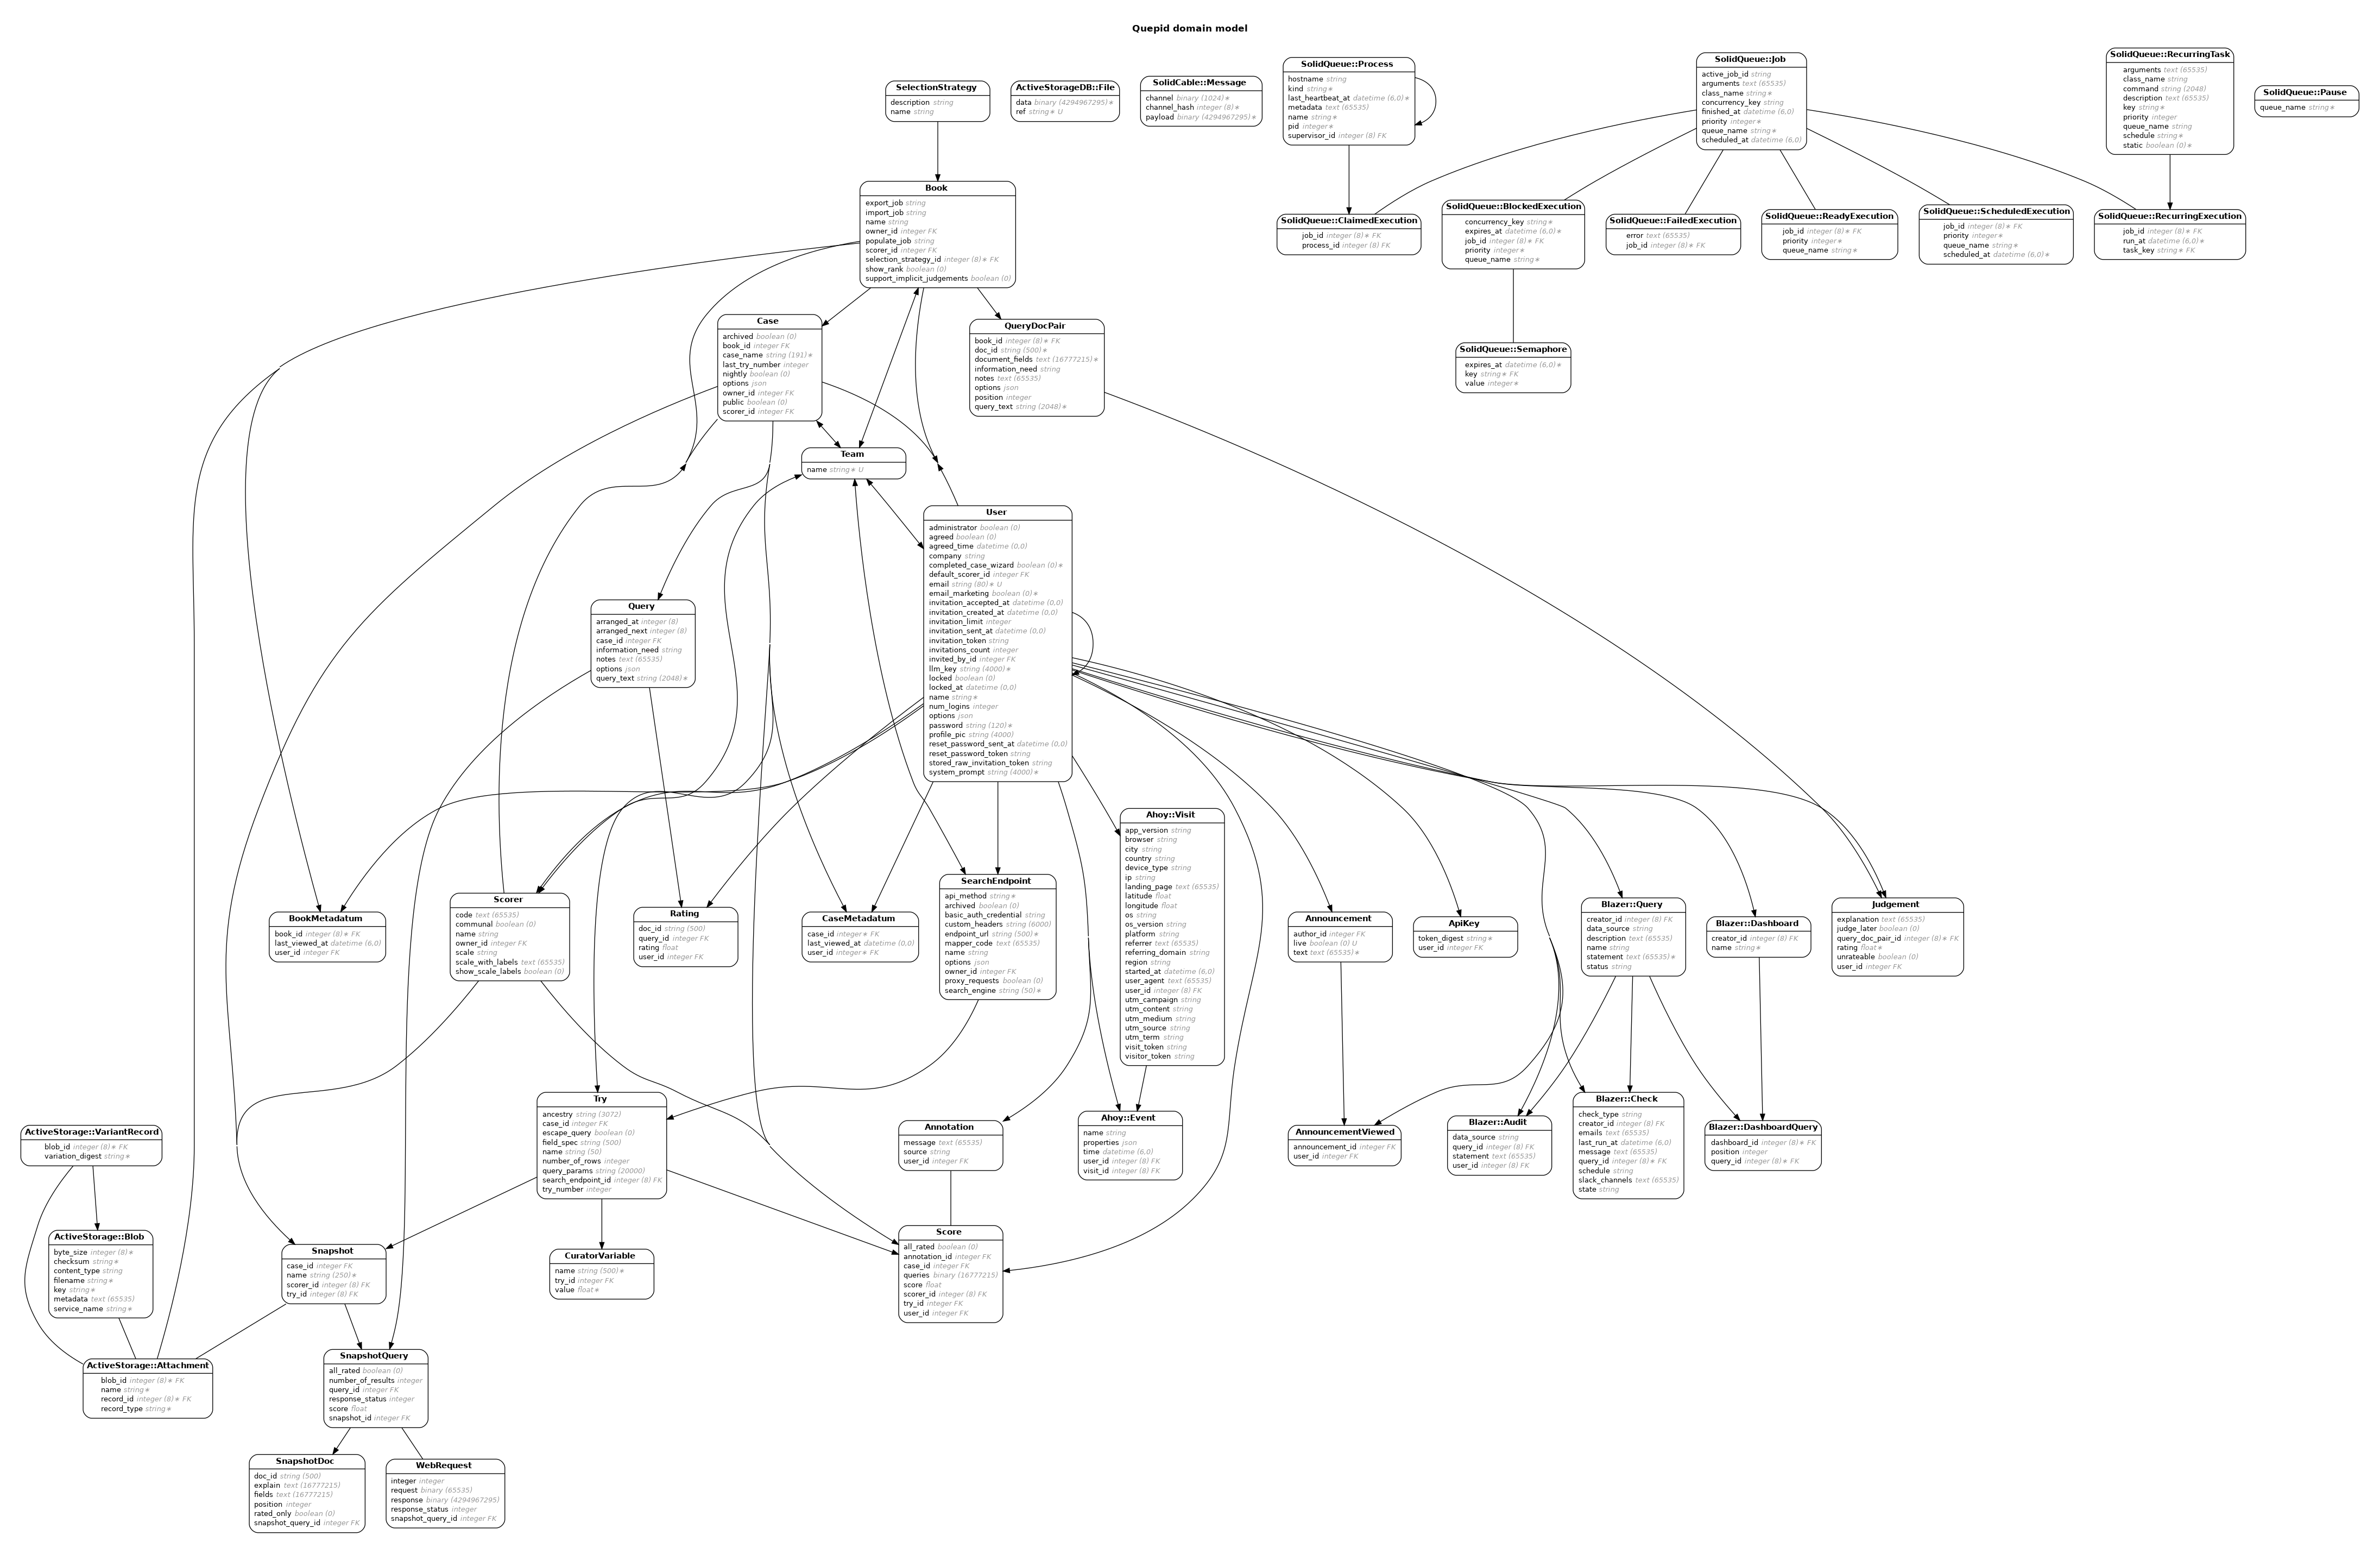 Quepid domain model
SelectionStrategy
description string
name string
ActiveStorageDB::File
data binary (4294967295)∗
ref string∗ U
SolidCable::Message
channel binary (1024)∗
channel_hash integer (8)∗
payload binary (4294967295)∗
SolidQueue::Process
hostname string
kind string∗
last_heartbeat_at datetime (6,0)∗
metadata text (65535)
name string∗
pid integer∗
supervisor_id integer (8) FK
SolidQueue::Job
active_job_id string
arguments text (65535)
class_name string∗
concurrency_key string
finished_at datetime (6,0)
priority integer∗
queue_name string∗
scheduled_at datetime (6,0)
SolidQueue::RecurringTask
arguments text (65535)
class_name string
command string (2048)
description text (65535)
key string∗
priority integer
queue_name string
schedule string∗
static boolean (0)∗
SolidQueue::Pause
queue_name string∗
Book
export_job string
import_job string
name string
owner_id integer FK
populate_job string
scorer_id integer FK
selection_strategy_id integer (8)∗ FK
show_rank boolean (0)
support_implicit_judgements boolean (0)
SolidQueue::ClaimedExecution
job_id integer (8)∗ FK
process_id integer (8) FK
SolidQueue::BlockedExecution
concurrency_key string∗
expires_at datetime (6,0)∗
job_id integer (8)∗ FK
priority integer∗
queue_name string∗
SolidQueue::FailedExecution
error text (65535)
job_id integer (8)∗ FK
SolidQueue::ReadyExecution
job_id integer (8)∗ FK
priority integer∗
queue_name string∗
SolidQueue::ScheduledExecution
job_id integer (8)∗ FK
priority integer∗
queue_name string∗
scheduled_at datetime (6,0)∗
SolidQueue::RecurringExecution
job_id integer (8)∗ FK
run_at datetime (6,0)∗
task_key string∗ FK
Case
archived boolean (0)
book_id integer FK
case_name string (191)∗
last_try_number integer
nightly boolean (0)
options json
owner_id integer FK
public boolean (0)
scorer_id integer FK
QueryDocPair
book_id integer (8)∗ FK
doc_id string (500)∗
document_fields text (16777215)∗
information_need string
notes text (65535)
options json
position integer
query_text string (2048)∗
SolidQueue::Semaphore
expires_at datetime (6,0)∗
key string∗ FK
value integer∗
Team
name string∗ U
User
administrator boolean (0)
agreed boolean (0)
agreed_time datetime (0,0)
company string
completed_case_wizard boolean (0)∗
default_scorer_id integer FK
email string (80)∗ U
email_marketing boolean (0)∗
invitation_accepted_at datetime (0,0)
invitation_created_at datetime (0,0)
invitation_limit integer
invitation_sent_at datetime (0,0)
invitation_token string
invitations_count integer
invited_by_id integer FK
llm_key string (4000)∗
locked boolean (0)
locked_at datetime (0,0)
name string∗
num_logins integer
options json
password string (120)∗
profile_pic string (4000)
reset_password_sent_at datetime (0,0)
reset_password_token string
stored_raw_invitation_token string
system_prompt string (4000)∗
Query
arranged_at integer (8)
arranged_next integer (8)
case_id integer FK
information_need string
notes text (65535)
options json
query_text string (2048)∗
Ahoy::Visit
app_version string
browser string
city string
country string
device_type string
ip string
landing_page text (65535)
latitude float
longitude float
os string
os_version string
platform string
referrer text (65535)
referring_domain string
region string
started_at datetime (6,0)
user_agent text (65535)
user_id integer (8) FK
utm_campaign string
utm_content string
utm_medium string
utm_source string
utm_term string
visit_token string
visitor_token string
BookMetadatum
book_id integer (8)∗ FK
last_viewed_at datetime (6,0)
user_id integer FK
Scorer
code text (65535)
communal boolean (0)
name string
owner_id integer FK
scale string
scale_with_labels text (65535)
show_scale_labels boolean (0)
Rating
doc_id string (500)
query_id integer FK
rating float
user_id integer FK
CaseMetadatum
case_id integer∗ FK
last_viewed_at datetime (0,0)
user_id integer∗ FK
SearchEndpoint
api_method string∗
archived boolean (0)
basic_auth_credential string
custom_headers string (6000)
endpoint_url string (500)∗
mapper_code text (65535)
name string
options json
owner_id integer FK
proxy_requests boolean (0)
search_engine string (50)∗
Announcement
author_id integer FK
live boolean (0) U
text text (65535)∗
ApiKey
token_digest string∗
user_id integer FK
Blazer::Query
creator_id integer (8) FK
data_source string
description text (65535)
name string
statement text (65535)∗
status string
Blazer::Dashboard
creator_id integer (8) FK
name string∗
Judgement
explanation text (65535)
judge_later boolean (0)
query_doc_pair_id integer (8)∗ FK
rating float∗
unrateable boolean (0)
user_id integer FK
Try
ancestry string (3072)
case_id integer FK
escape_query boolean (0)
field_spec string (500)
name string (50)
number_of_rows integer
query_params string (20000)
search_endpoint_id integer (8) FK
try_number integer
Annotation
message text (65535)
source string
user_id integer FK
Ahoy::Event
name string
properties json
time datetime (6,0)
user_id integer (8) FK
visit_id integer (8) FK
AnnouncementViewed
announcement_id integer FK
user_id integer FK
Blazer::Audit
data_source string
query_id integer (8) FK
statement text (65535)
user_id integer (8) FK
Blazer::Check
check_type string
creator_id integer (8) FK
emails text (65535)
last_run_at datetime (6,0)
message text (65535)
query_id integer (8)∗ FK
schedule string
slack_channels text (65535)
state string
Blazer::DashboardQuery
dashboard_id integer (8)∗ FK
position integer
query_id integer (8)∗ FK
ActiveStorage::VariantRecord
blob_id integer (8)∗ FK
variation_digest string∗
ActiveStorage::Blob
byte_size integer (8)∗
checksum string∗
content_type string
filename string∗
key string∗
metadata text (65535)
service_name string∗
Snapshot
case_id integer FK
name string (250)∗
scorer_id integer (8) FK
try_id integer (8) FK
CuratorVariable
name string (500)∗
try_id integer FK
value float∗
Score
all_rated boolean (0)
annotation_id integer FK
case_id integer FK
queries binary (16777215)
score float
scorer_id integer (8) FK
try_id integer FK
user_id integer FK
ActiveStorage::Attachment
blob_id integer (8)∗ FK
name string∗
record_id integer (8)∗ FK
record_type string∗
SnapshotQuery
all_rated boolean (0)
number_of_results integer
query_id integer FK
response_status integer
score float
snapshot_id integer FK
SnapshotDoc
doc_id string (500)
explain text (16777215)
fields text (16777215)
position integer
rated_only boolean (0)
snapshot_query_id integer FK
WebRequest
integer integer
request binary (65535)
response binary (4294967295)
response_status integer
snapshot_query_id integer FK